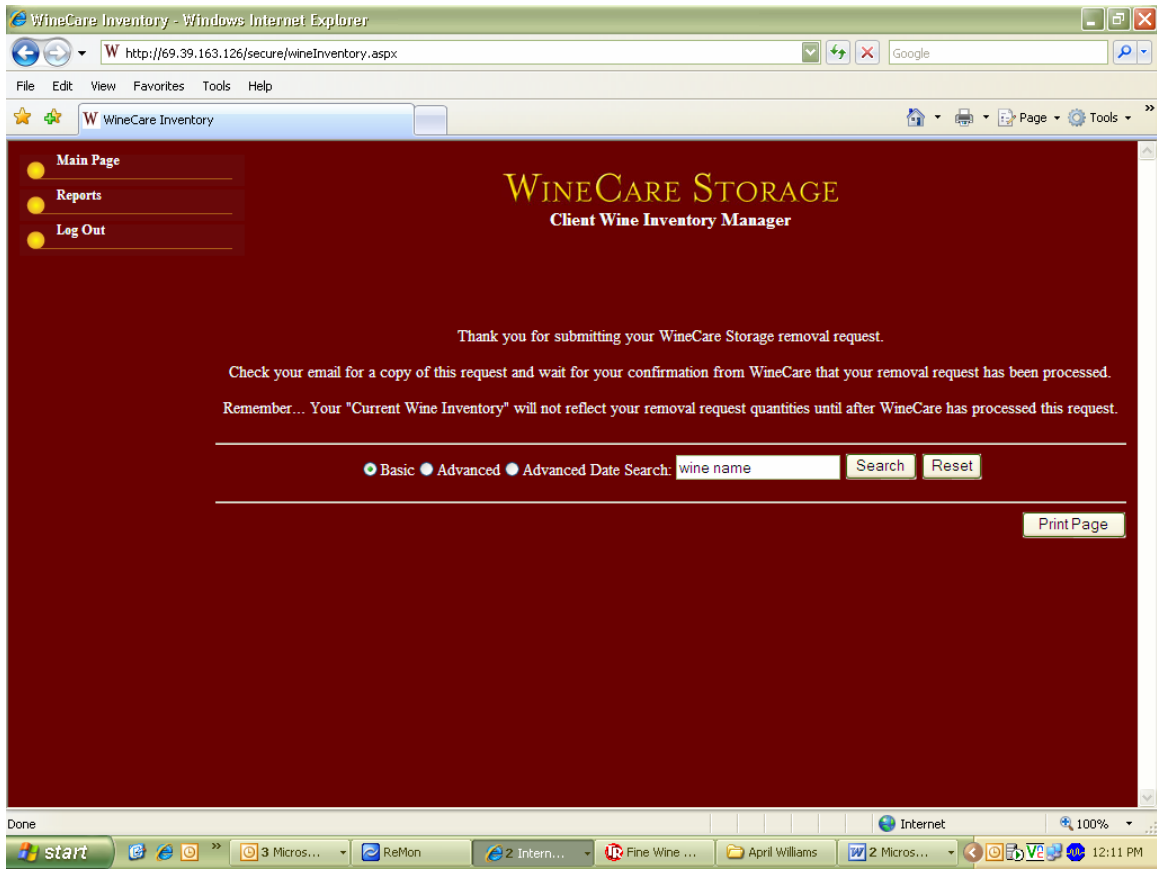 WineCare Inventory - Windows Internet Explorer
W http://69.39.163.126/secure/wineInventory.aspx
Google
File Edit View Favorites Tools Help
W WineCare Inventory
Page Tools »
Main Page
Reports
Log Out
WINECARE STORAGE
Client Wine Inventory Manager
Thank you for submitting your WineCare Storage removal request.
Check your email for a copy of this request and wait for your confirmation from WineCare that your removal request has been processed.
Remember... Your "Current Wine Inventory" will not reflect your removal request quantities until after WineCare has processed this request.
Basic Advanced Advanced Date Search: wine name Search Reset
Print Page
Done Internet 100%
start » 3 Micros... ReMon 2 Intern... Fine Wine ... April Williams 2 Micros... 12:11 PM